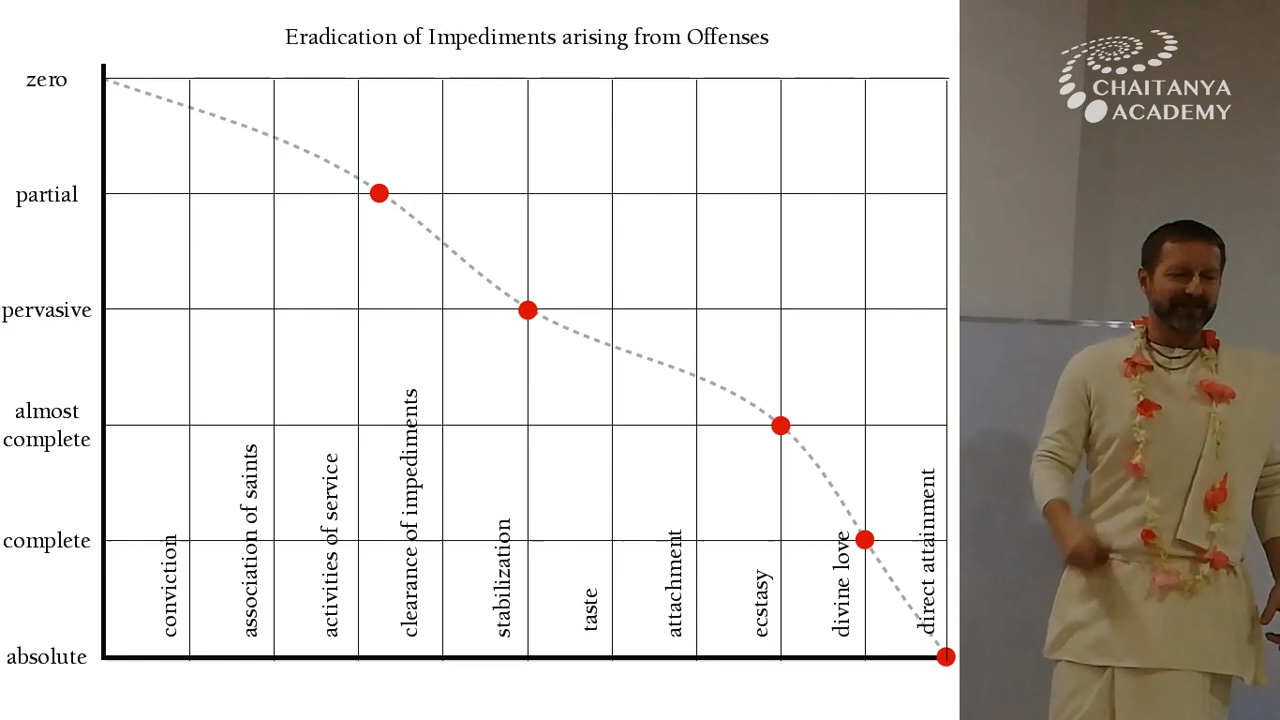 Eradication of Impediments arising from Offenses
zero
partial
pervasive
almost
complete
complete
absolute
conviction
association of saints
activities of service
clearance of impediments
stabilization
taste
attachment
ecstasy
divine love
direct attainment
CHAITANYA
ACADEMY